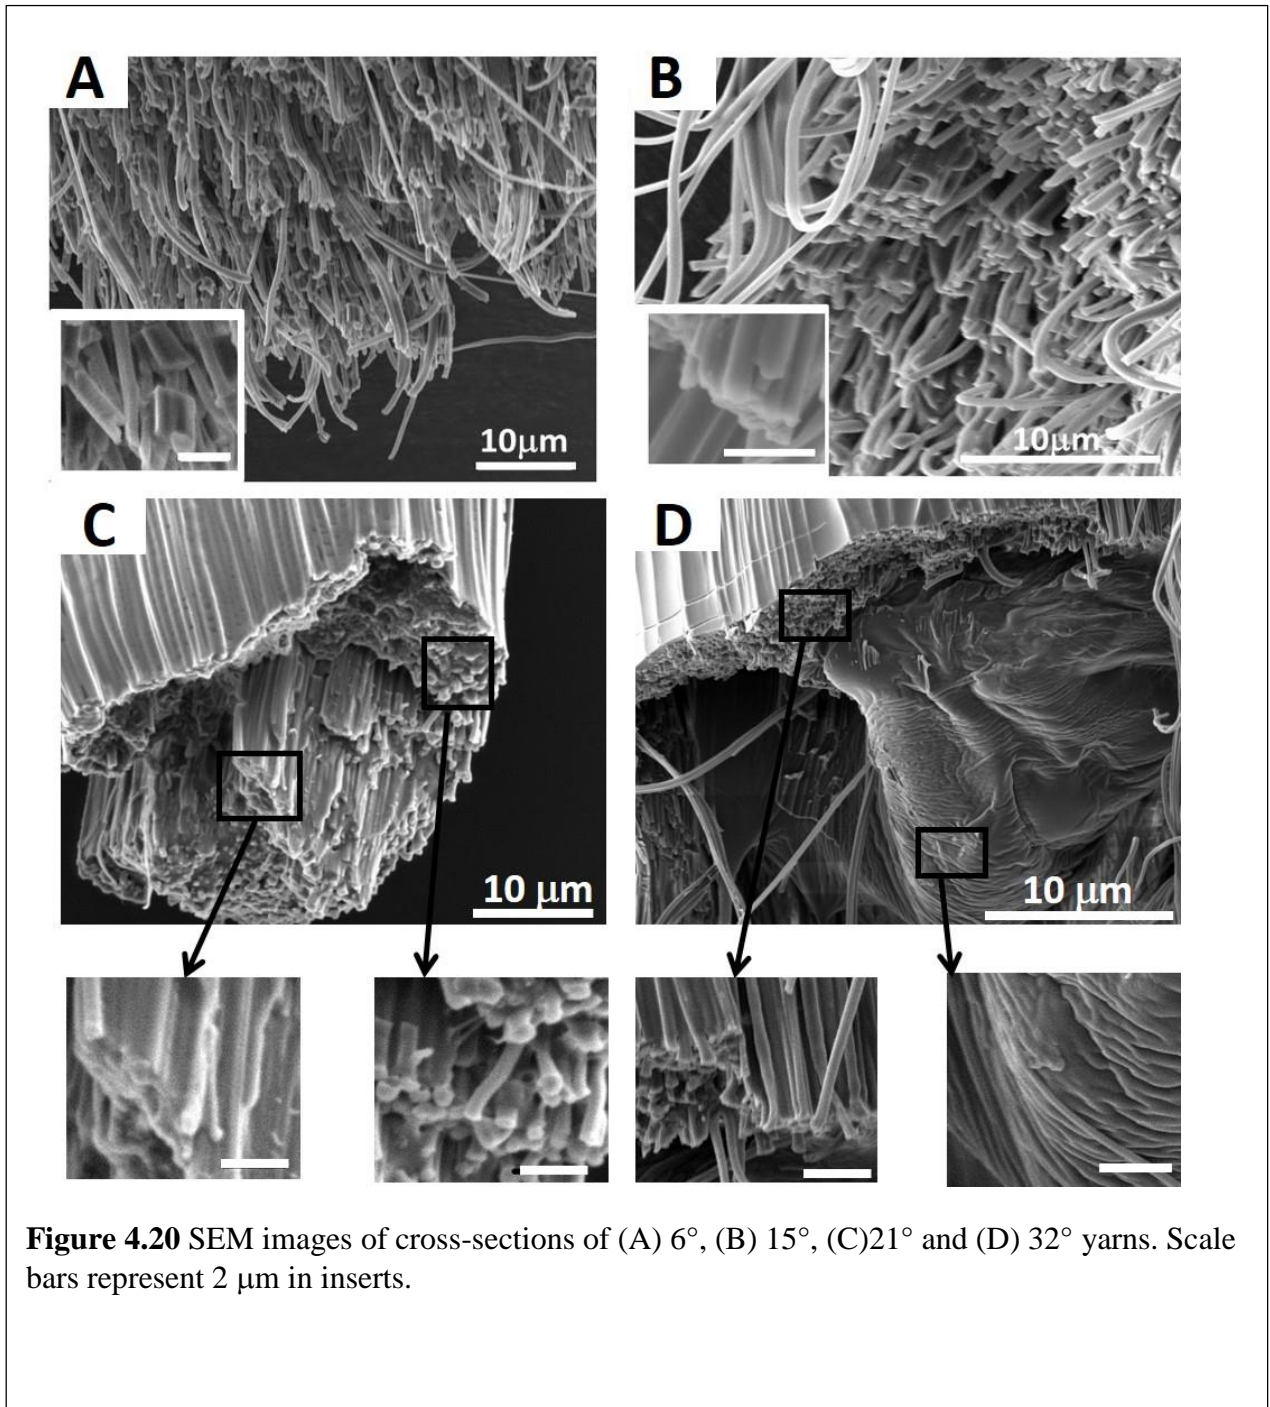 A
B
10μm
10μm
C
D
10 μm
10 μm
Figure 4.20 SEM images of cross-sections of (A) 6°, (B) 15°, (C)21° and (D) 32° yarns. Scale
bars represent 2 μm in inserts.